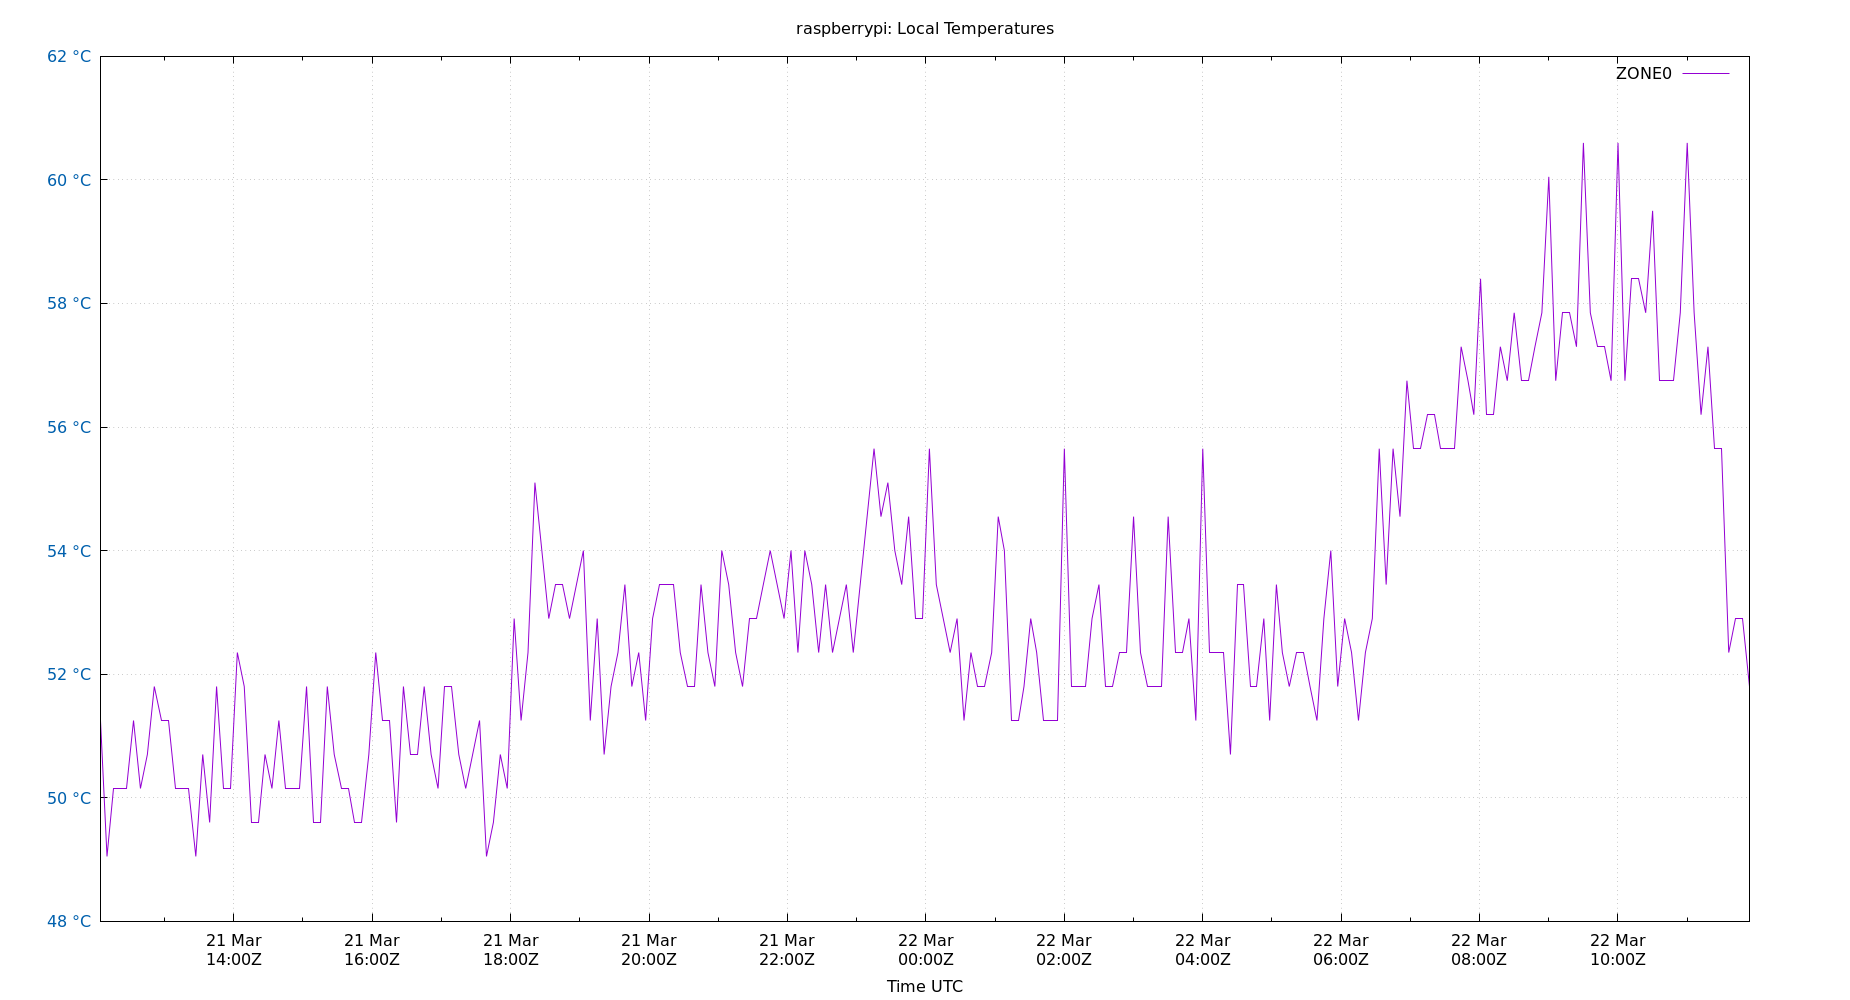 raspberrypi: Local Temperatures
62 °C
ZONE0
60 °C
58 °C
56 °C
54 °C
52 °C
50 °C
48 °C
21 Mar 21 Mar 21 Mar 21 Mar 21 Mar 22 Mar 22 Mar 22 Mar 22 Mar 22 Mar 22 Mar
14:00Z 16:00Z 18:00Z 20:00Z 22:00Z 00:00Z 02:00Z 04:00Z 06:00Z 08:00Z 10:00Z
Time UTC